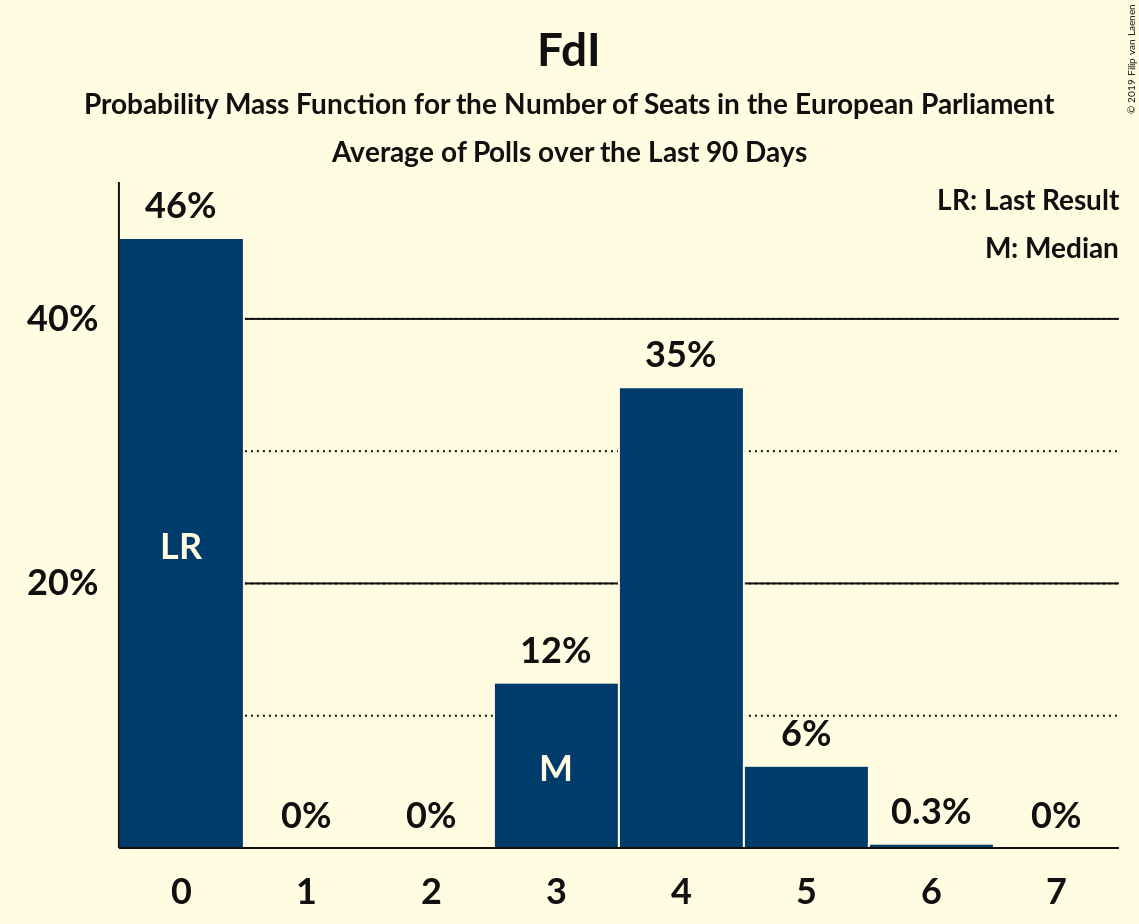 FdI
Probability Mass Function for the Number of Seats in the European Parliament
Average of Polls over the Last 90 Days
© 2019 Filip van Laenen
LR: Last Result
M: Median
46%
40%
35%
LR
20%
12%
M
6%
0%
0%
0.3%
0%
0 1 2 3 4 5 6 7